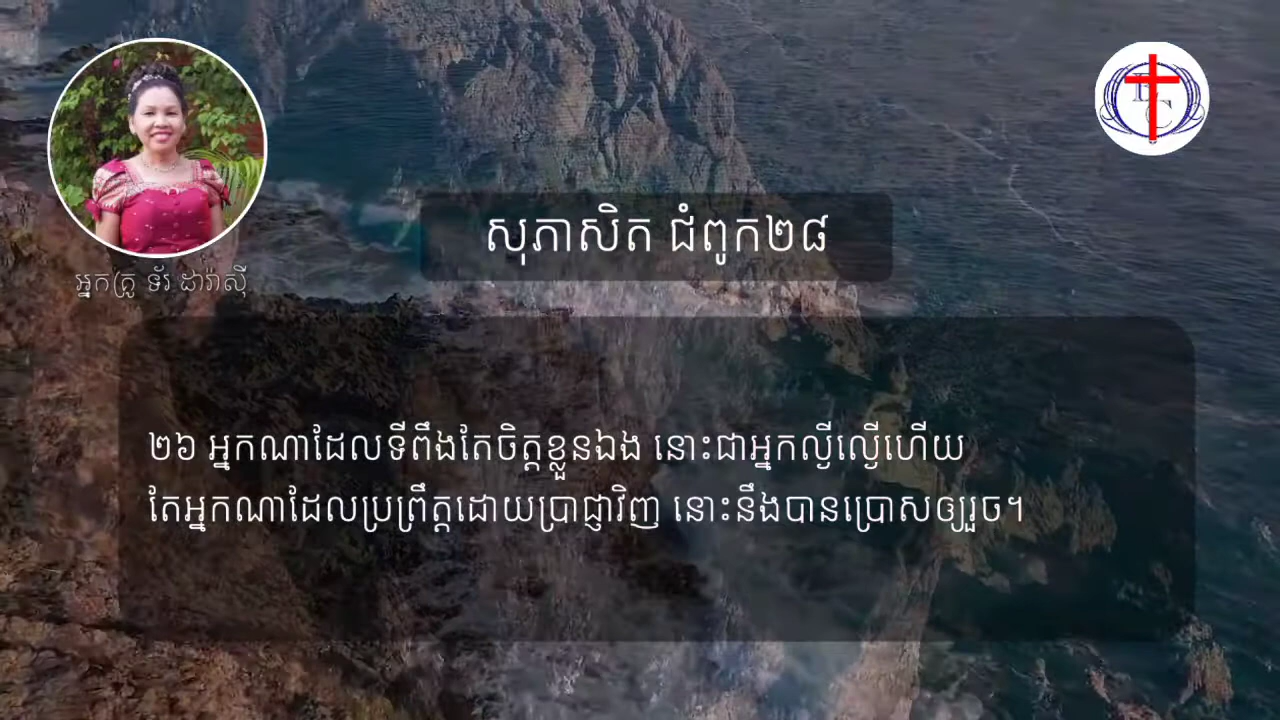 អ្នកគ្រូ ទ័រ ដារ៉ាស៊ី
សុភាសិត ជំពូក២៨
២៦ អ្នកណាដែលទីពឹងតែចិត្តខ្លួនឯង នោះជាអ្នកល្ងីល្ងើហើយ
តែអ្នកណាដែលប្រព្រឹត្តដោយប្រាជ្ញាវិញ នោះនឹងបានប្រោសឲ្យរួច។